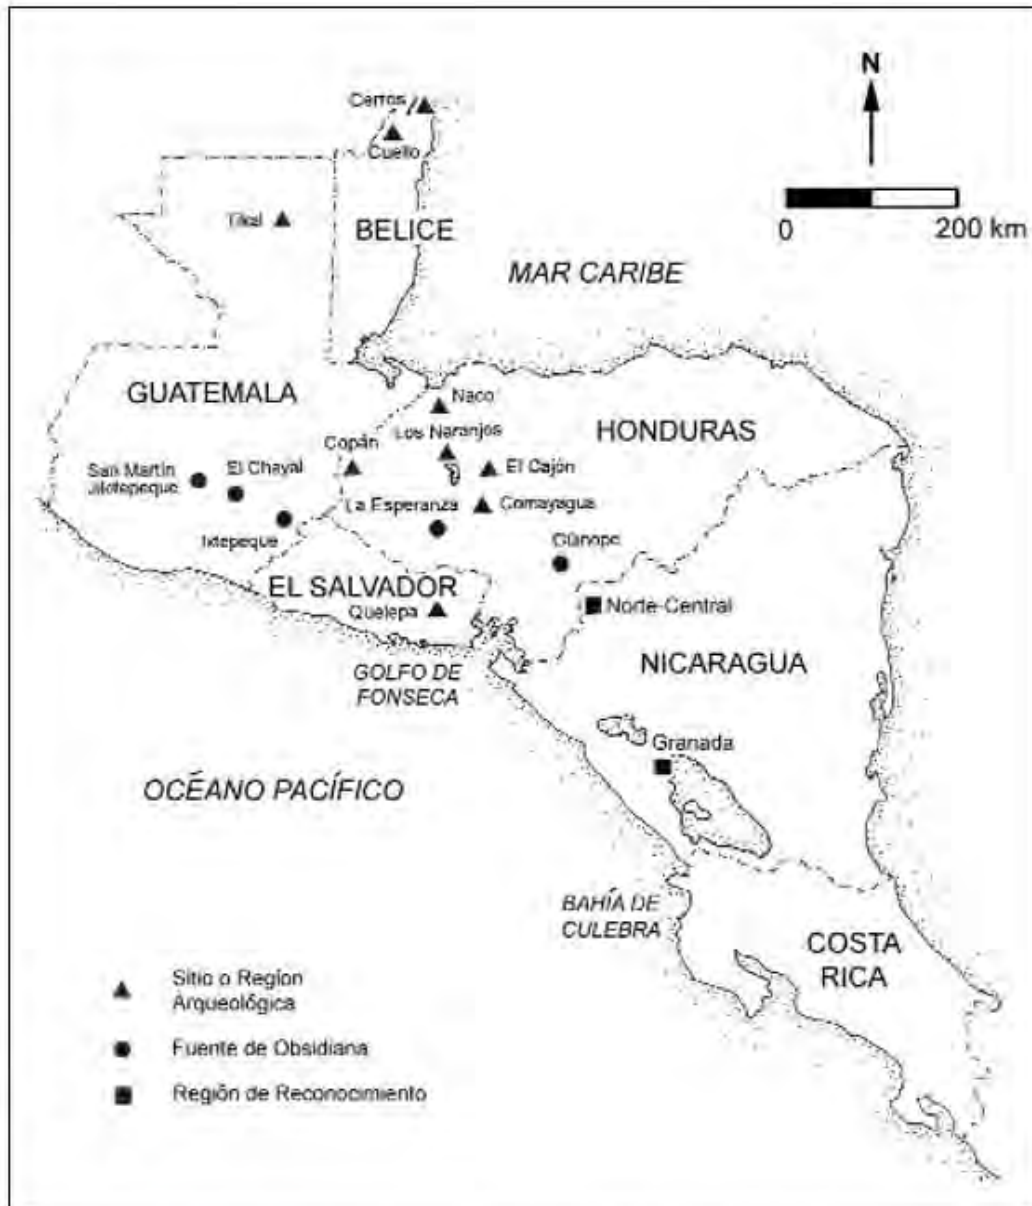 N
0 200 km
Cerros
Cuello
Tikal
BELICE
MAR CARIBE
GUATEMALA
Naco
Los Naranjos
HONDURAS
Copán
El Cajón
San Martín
Jilotepeque
El Chayal
La Esperanza
Comayagua
Ixtepeque
Güinope
EL SALVADOR
Quelepa
Norte-Central
NICARAGUA
GOLFO DE
FONSECA
Granada
OCÉANO PACÍFICO
BAHÍA DE
CULEBRA
COSTA
RICA
Sitio o Región
Arqueológica
Fuente de Obsidiana
Región de Reconocimiento